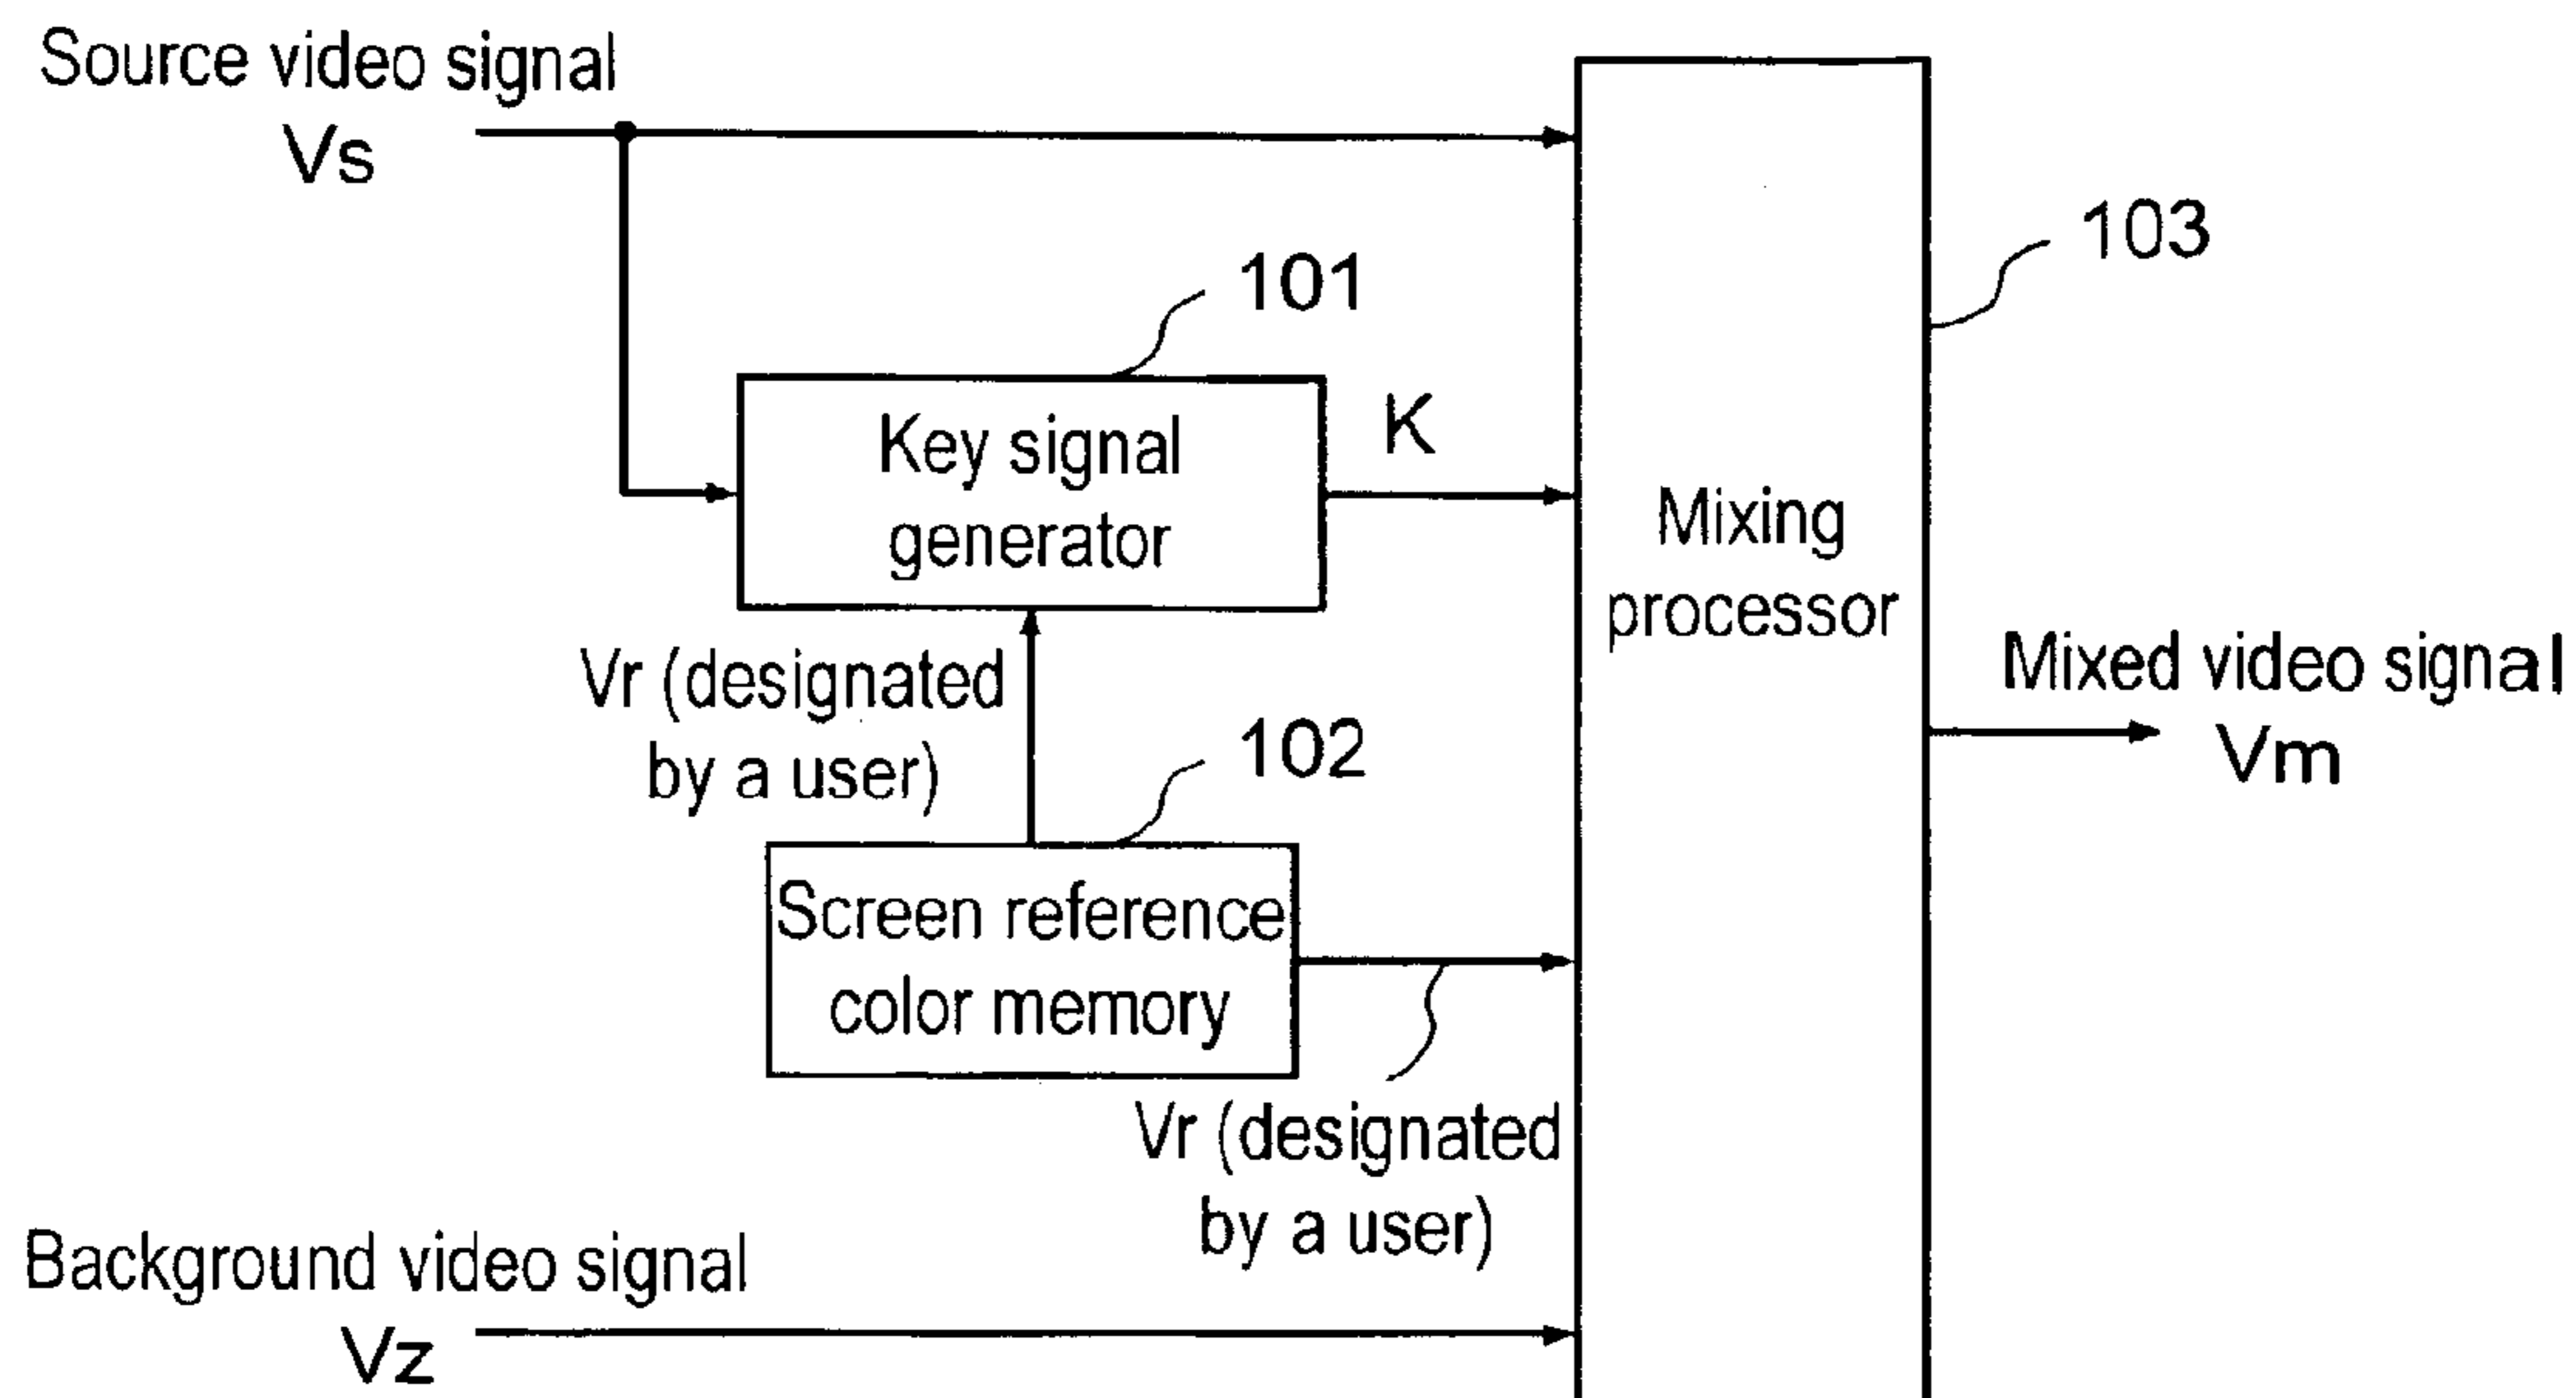 Source video signal
Vs
103
101
Key signal
generator
K
Mixing
processor
Vr (designated
by a user)
Mixed video signal
Vm
102
Screen reference
color memory
Vr (designated
by a user)
Background video signal
Vz